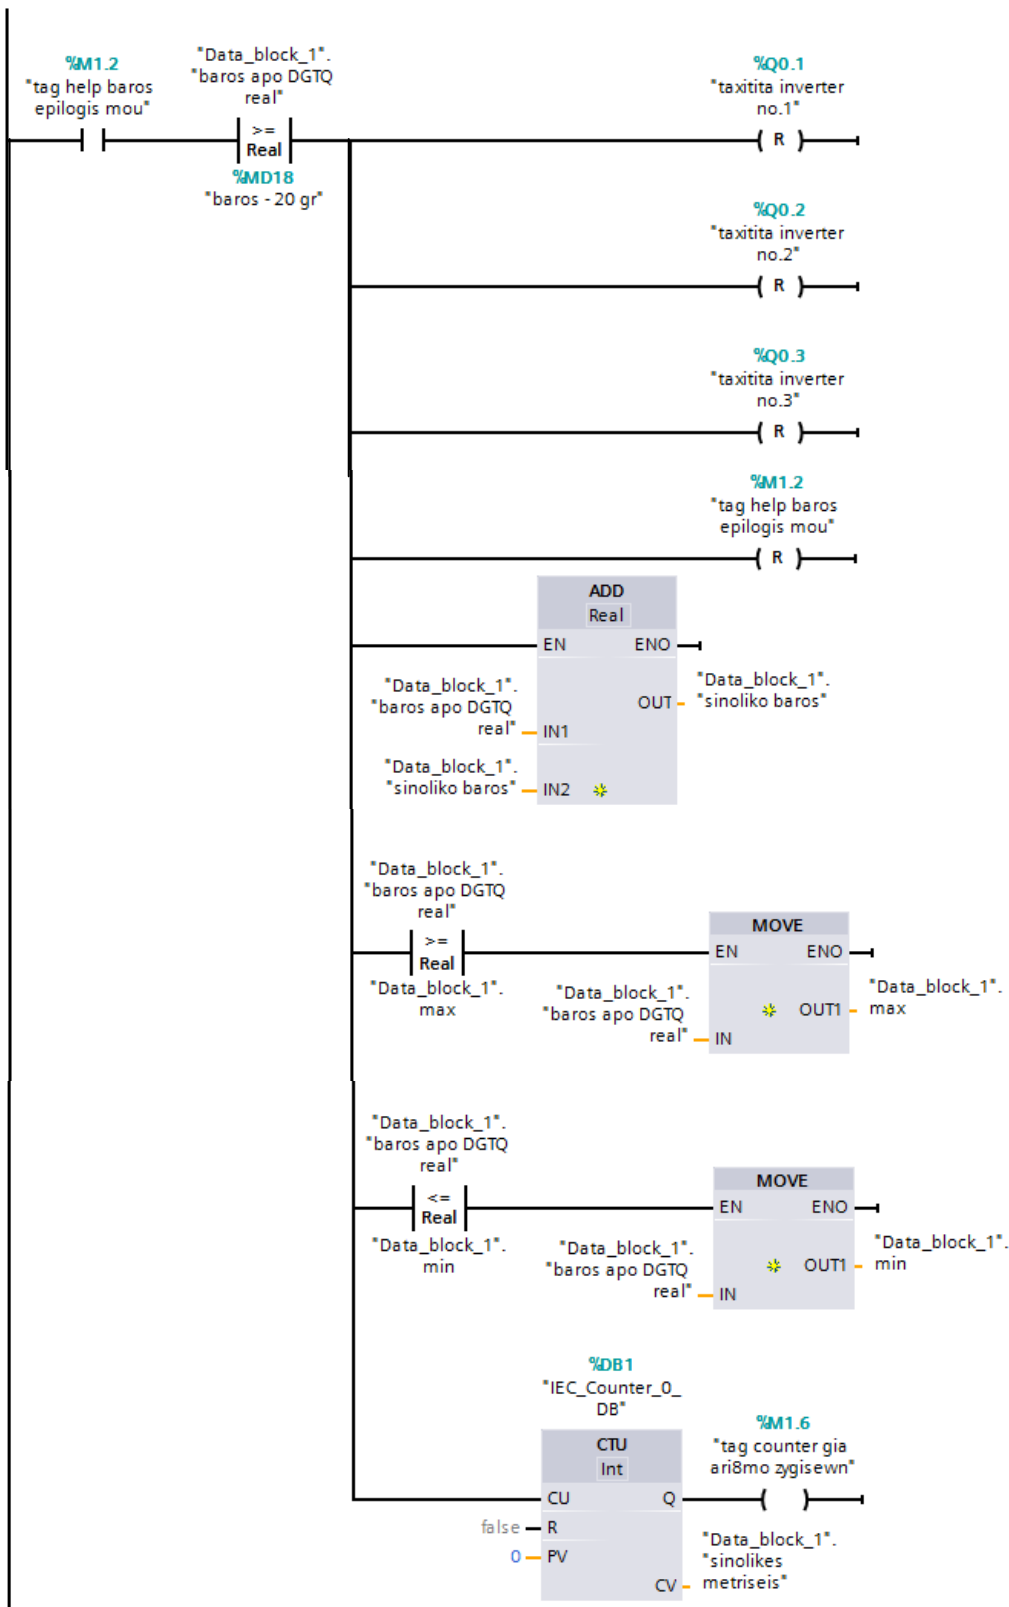 %M1.2
"tag help baros
epilogis mou"
"Data_block_1".
"baros apo DGTQ
real"
>=
Real
%MD18
"baros - 20 gr"
%Q0.1
"taxitita inverter
no.1"
R
%Q0.2
"taxitita inverter
no.2"
R
%Q0.3
"taxitita inverter
no.3"
R
%M1.2
"tag help baros
epilogis mou"
R
ADD
Real
EN ENO
"Data_block_1".
"baros apo DGTQ
real"
IN1
OUT
"Data_block_1".
"sinoliko baros"
"Data_block_1".
"sinoliko baros"
IN2
"Data_block_1".
"baros apo DGTQ
real"
>=
Real
"Data_block_1".
max
MOVE
EN ENO
"Data_block_1".
"baros apo DGTQ
real"
IN
OUT1
"Data_block_1".
max
"Data_block_1".
"baros apo DGTQ
real"
<=
Real
"Data_block_1".
min
MOVE
EN ENO
"Data_block_1".
"baros apo DGTQ
real"
IN
OUT1
"Data_block_1".
min
%DB1
"IEC_Counter_0_
DB"
CTU
Int
CU Q
false R
0 PV
CV
%M1.6
"tag counter gia
ari8mo zygisewn"
"Data_block_1".
"sinolikes
metriseis"